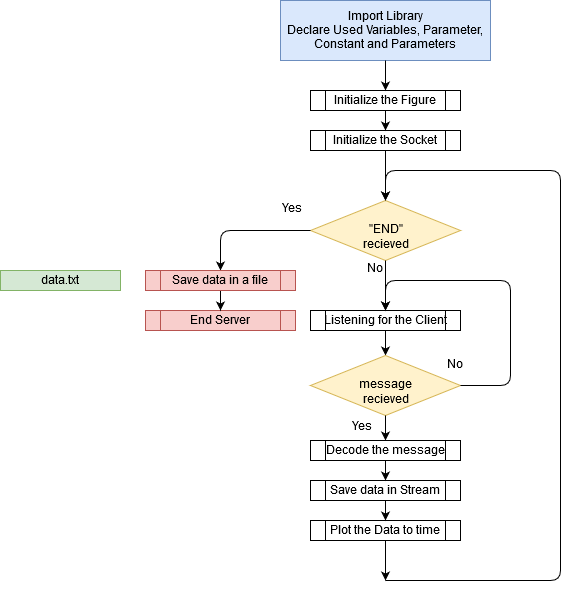 Import Library
Declare Used Variables, Parameter,
Constant and Parameters
Initialize the Figure
Initialize the Socket
Yes
"END"
recieved
No
data.txt
Save data in a file
End Server
Listening for the Client
No
message
recieved
Yes
Decode the message
Save data in Stream
Plot the Data to time